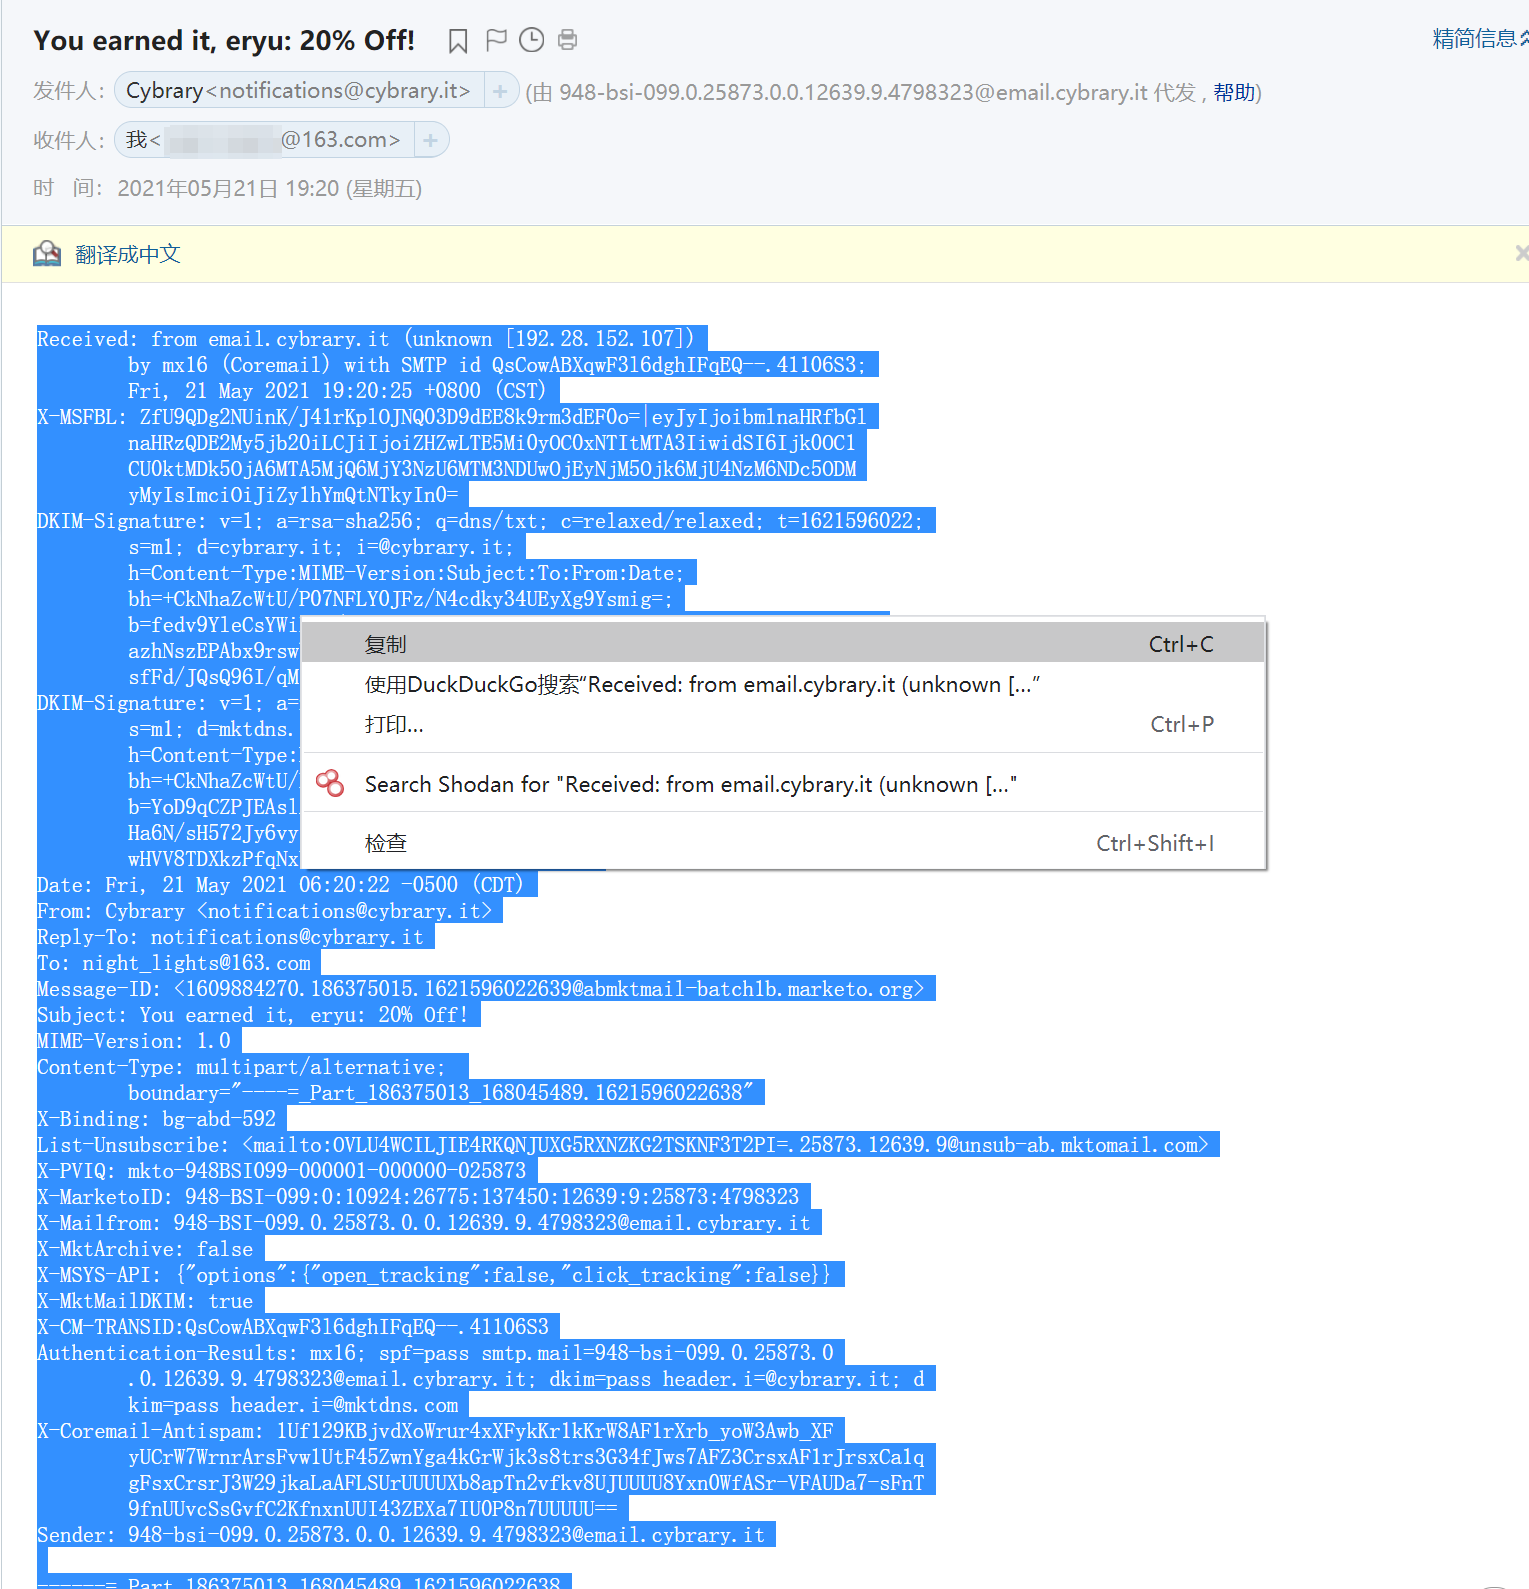 You earned it, eryu: 20% Off!
精简信息
发件人： Cybrary<notifications@cybrary.it> + (由 948-bsi-099.0.25873.0.0.12639.9.4798323@email.cybrary.it 代发 , 帮助)
收件人： 我< @163.com> +
时 间： 2021年05月21日 19:20 (星期五)
翻译成中文
Received: from email.cybrary.it (unknown [192.28.152.107])
by mx16 (Coremail) with SMTP id QsCowABXqwF3l6dghIFqEQ--.41106S3;
Fri, 21 May 2021 19:20:25 +0800 (CST)
X-MSFBL: ZfU9QDg2NUinK/J41rKplOJNQ03D9dEE8k9rm3dEF0o=|eyJyIjoibmlnaHRfbGl
naHRzQDE2My5jb20iLCJiIjoiZHZwLTE5Mi0yOC0xNTItMTA3IiwidSI6Ijk0OC1
CU0ktMDk5OjA6MTA5MjQ6MjY3NzU6MTM3NDUwOjEyNjM5Ojk6MjU4NzM6NDc5ODM
yMyIsImciOiJiZy1hYmQtNTkyIn0=
DKIM-Signature: v=1; a=rsa-sha256; q=dns/txt; c=relaxed/relaxed; t=1621596022;
s=m1; d=cybrary.it; i=@cybrary.it;
h=Content-Type:MIME-Version:Subject:To:From:Date;
bh=+CkNhaZcWtU/P07NFLY0JFz/N4cdky34UEyXg9Ysmig=;
b=fedv9YleCsYWi
azhNszEPAbx9rsw
sfFd/JQsQ96I/qM
DKIM-Signature: v=1; a=
s=m1; d=mktdns.
h=Content-Type:
bh=+CkNhaZcWtU/
b=YoD9qCZPJEAsl
Ha6N/sH572Jy6vy
wHVV8TDXkzPfqNx
复制 Ctrl+C
使用DuckDuckGo搜索“Received: from email.cybrary.it (unknown [...”
打印... Ctrl+P
Search Shodan for "Received: from email.cybrary.it (unknown [..."
检查 Ctrl+Shift+I
Date: Fri, 21 May 2021 06:20:22 -0500 (CDT)
From: Cybrary <notifications@cybrary.it>
Reply-To: notifications@cybrary.it
To: night_lights@163.com
Message-ID: <1609884270.186375015.1621596022639@abmktmail-batch1b.marketo.org>
Subject: You earned it, eryu: 20% Off!
MIME-Version: 1.0
Content-Type: multipart/alternative;
boundary="----=_Part_186375013_168045489.1621596022638"
X-Binding: bg-abd-592
List-Unsubscribe: <mailto:OVLU4WCILJIE4RKQNJUXG5RXNZKG2TSKNF3T2PI=.25873.12639.9@unsub-ab.mktomail.com>
X-PVIQ: mkto-948BSI099-000001-000000-025873
X-MarketoID: 948-BSI-099:0:10924:26775:137450:12639:9:25873:4798323
X-Mailfrom: 948-BSI-099.0.25873.0.0.12639.9.4798323@email.cybrary.it
X-MktArchive: false
X-MSYS-API: {"options":{"open_tracking":false,"click_tracking":false}}
X-MktMailDKIM: true
X-CM-TRANSID:QsCowABXqwF3l6dghIFqEQ--.41106S3
Authentication-Results: mx16; spf=pass smtp.mail=948-bsi-099.0.25873.0
.0.12639.9.4798323@email.cybrary.it; dkim=pass header.i=@cybrary.it; d
kim=pass header.i=@mktdns.com
X-Coremail-Antispam: 1Uf129KBjvdXoWrur4xXFykKr1kKrW8AF1rXrb_yoW3Awb_XF
yUCrW7WrnrArsFvw1UtF45ZwnYga4kGrWjk3s8trs3G34fJws7AFZ3CrsxAF1rJrsxCa1q
gFsxCrsrJ3W29jkaLaAFLSUrUUUUXb8apTn2vfkv8UJUUUU8Yxn0WfASr-VFAUDa7-sFnT
9fnUUvcSsGvfC2KfnxnUUI43ZEXa7IU0P8n7UUUUU==
Sender: 948-bsi-099.0.25873.0.0.12639.9.4798323@email.cybrary.it
------=_Part_186375013_168045489.1621596022638